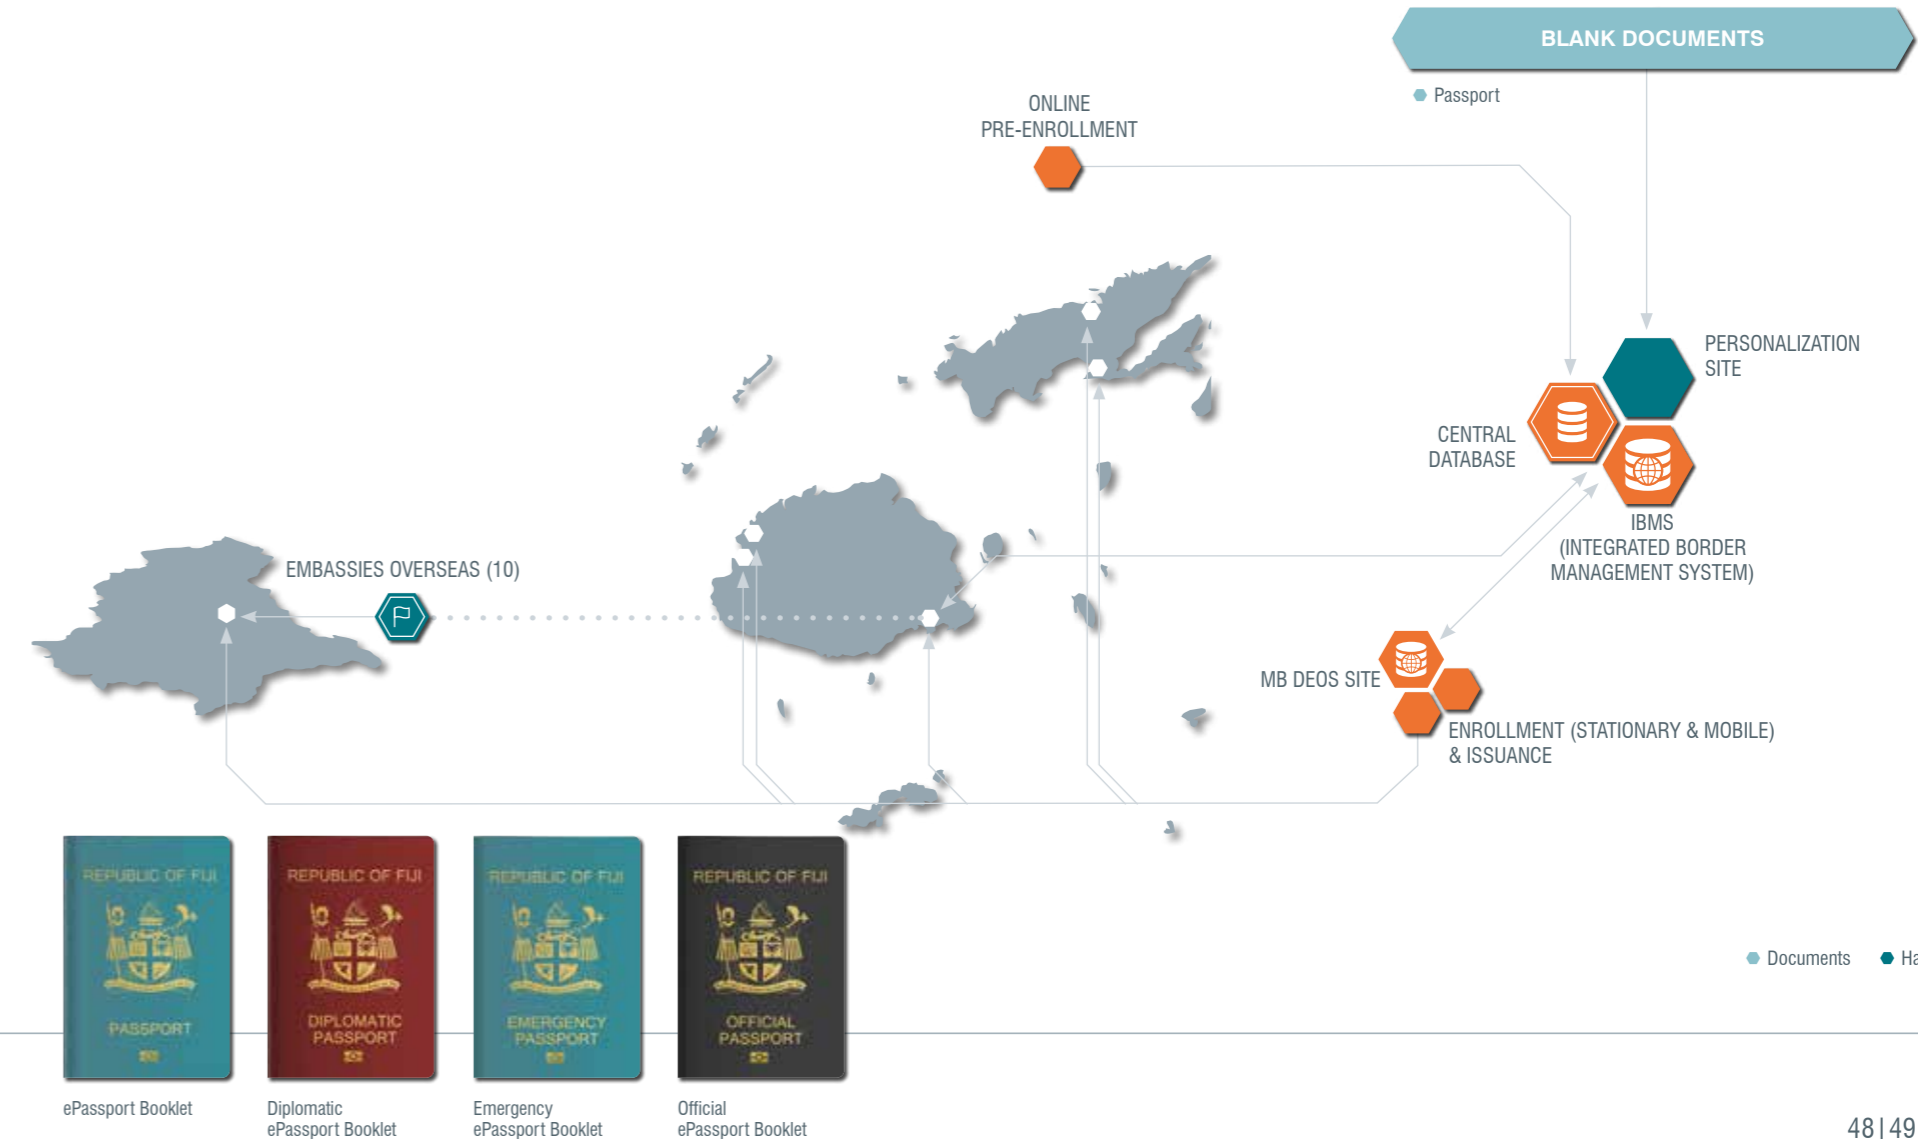 BLANK DOCUMENTS
Passport
ONLINE
PRE-ENROLLMENT
PERSONALIZATION
SITE
CENTRAL
DATABASE
IBMS
(INTEGRATED BORDER
MANAGEMENT SYSTEM)
EMBASSIES OVERSEAS (10)
MB DEOS SITE
ENROLLMENT (STATIONARY & MOBILE)
& ISSUANCE
REPUBLIC OF FIJI
PASSPORT
REPUBLIC OF FIJI
DIPLOMATIC
PASSPORT
REPUBLIC OF FIJI
EMERGENCY
PASSPORT
REPUBLIC OF FIJI
OFFICIAL
PASSPORT
Documents
Ha
ePassport Booklet
Diplomatic
ePassport Booklet
Emergency
ePassport Booklet
Official
ePassport Booklet
48|49